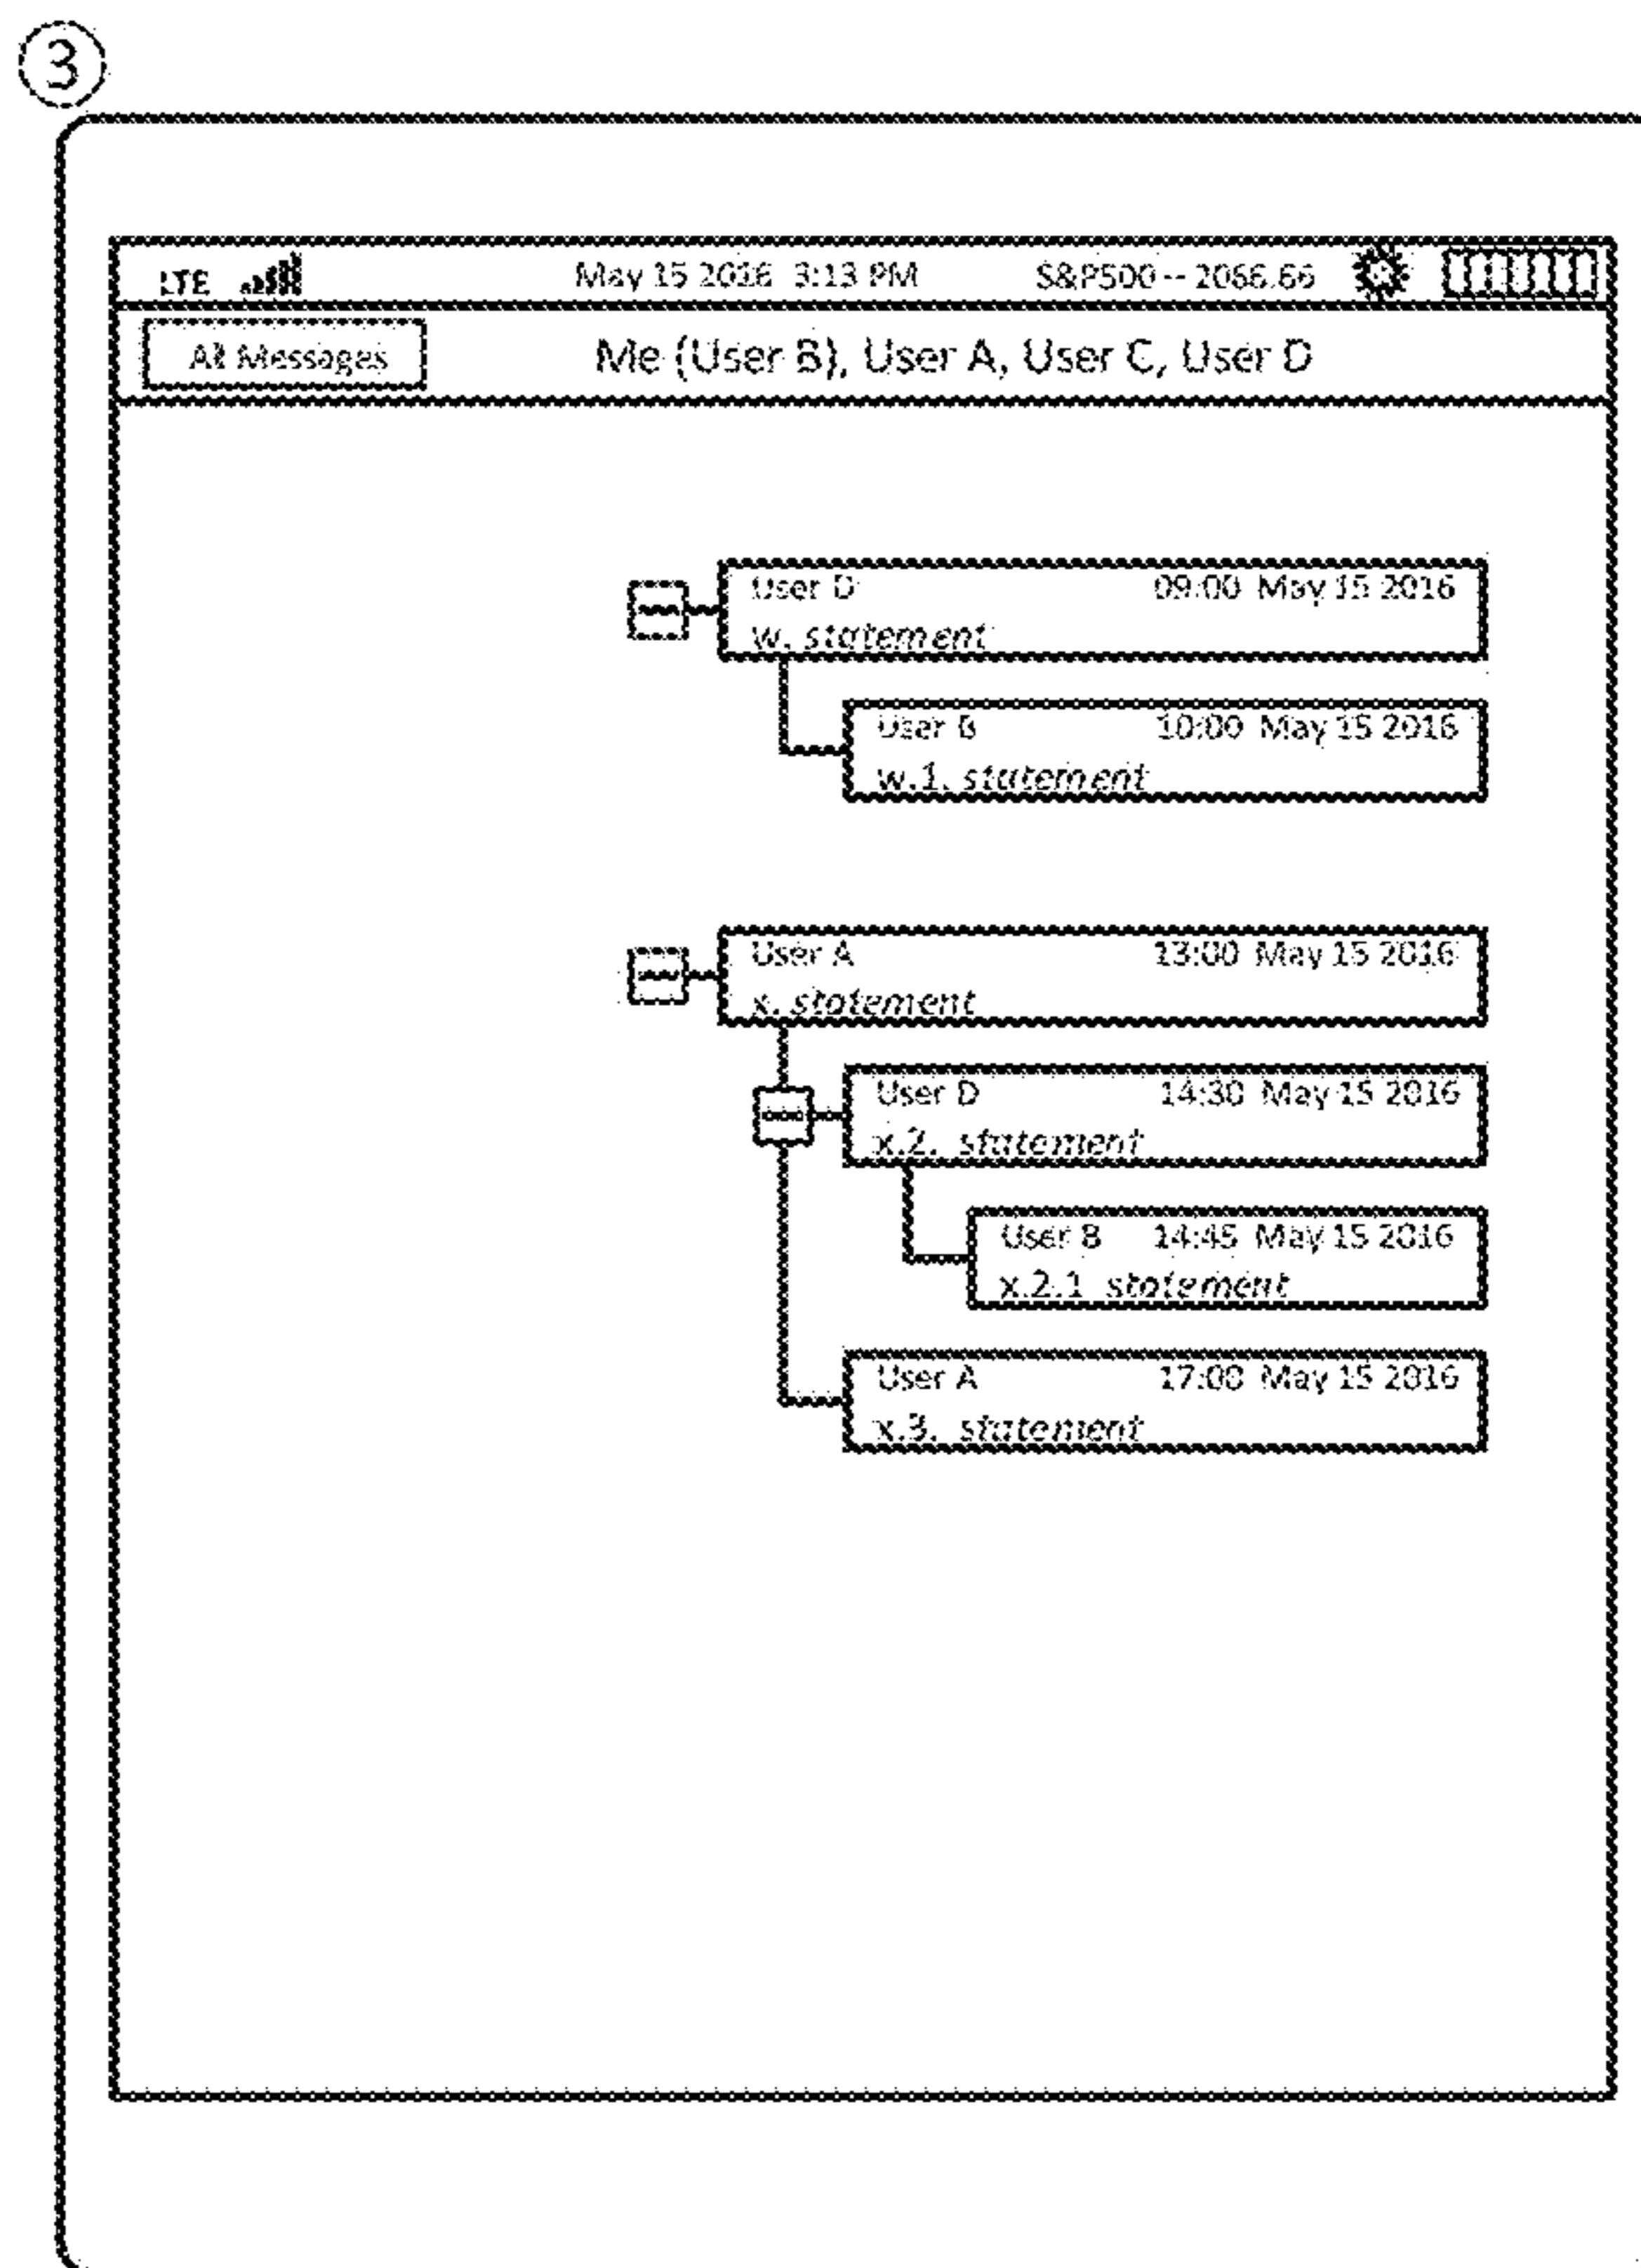 3
LTE May 15 2016 3:13 PM S&P500 -- 2066.66
All Messages Me (User B), User A, User C, User D
User D 09:00 May 15 2016
w. statement
User B 10:00 May 15 2016
w.1. statement
User A 13:00 May 15 2016
x. statement
User D 14:30 May 15 2016
x.2. statement
User B 14:45 May 15 2016
x.2.1 statement
User A 17:00 May 15 2016
x.3. statement